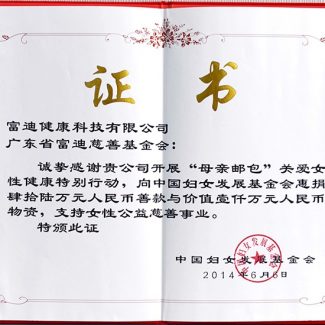 证书
富迪健康科技有限公司
广东省富迪慈善基金会：
诚挚感谢贵公司开展“母亲邮包”关爱女
性健康特别行动，向中国妇女发展基金会惠捐
肆拾陆万元人民币善款与价值壹仟万元人民币
物资，支持女性公益慈善事业。
特颁此证
中国妇女发展基金会
2014年6月6日